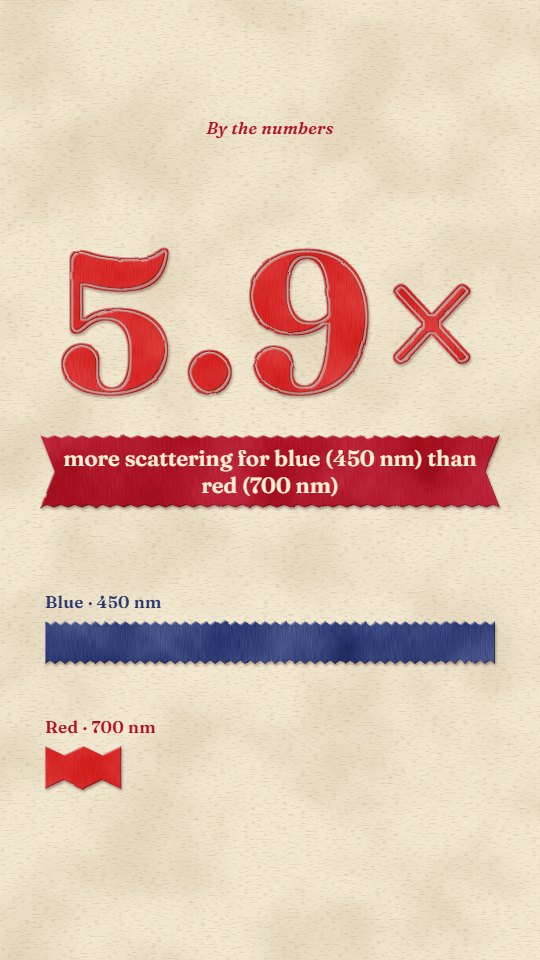 By the numbers
5.9×
more scattering for blue (450 nm) than
red (700 nm)
Blue · 450 nm
Red · 700 nm